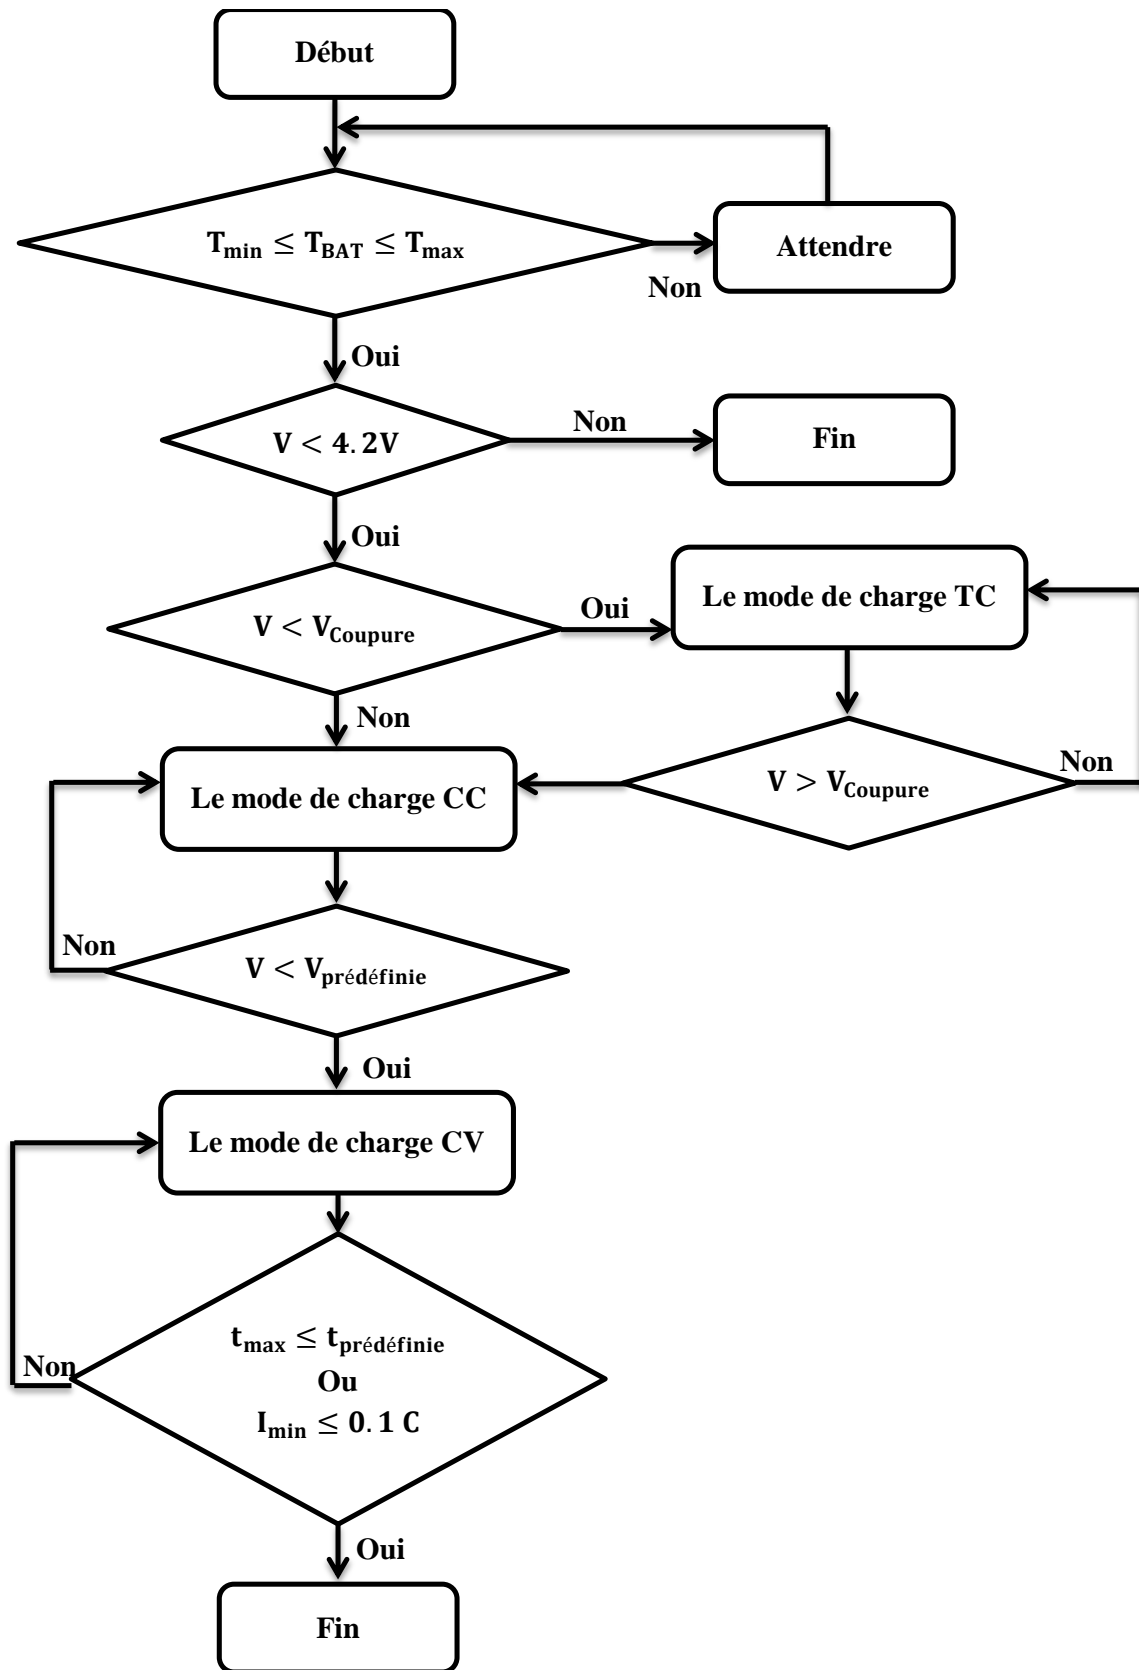 Début
T_min ≤ T_BAT ≤ T_max
Attendre
Non
Oui
V < 4.2V
Non
Fin
Oui
V < V_Coupure
Oui
Le mode de charge TC
Non
Le mode de charge CC
V > V_Coupure
Non
Non
V < V_prédéfinie
Oui
Le mode de charge CV
t_max ≤ t_prédéfinie
Non
Ou
I_min ≤ 0.1 C
Oui
Fin